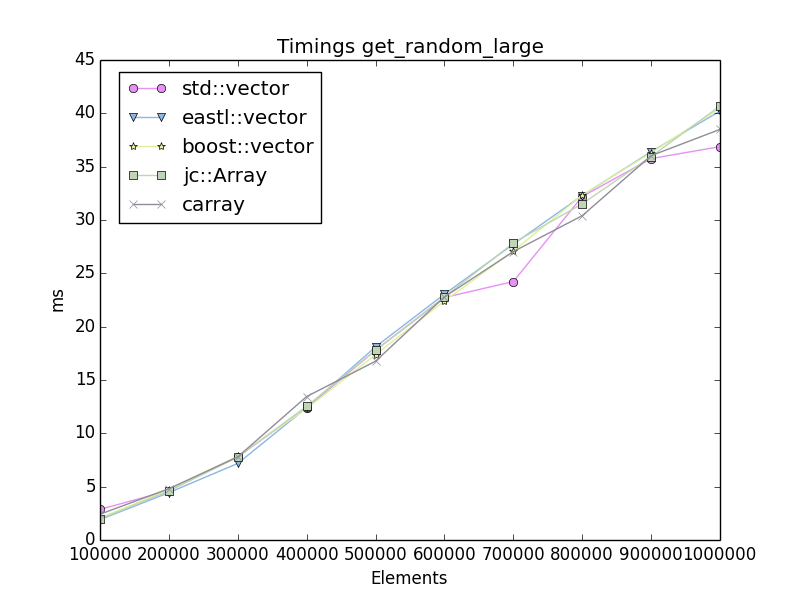 Timings get_random_large
45
40
35
30
25
20
15
10
5
0
ms
std::vector
eastl::vector
boost::vector
jc::Array
carray
100000 200000 300000 400000 500000 600000 700000 800000 900000 1000000
Elements